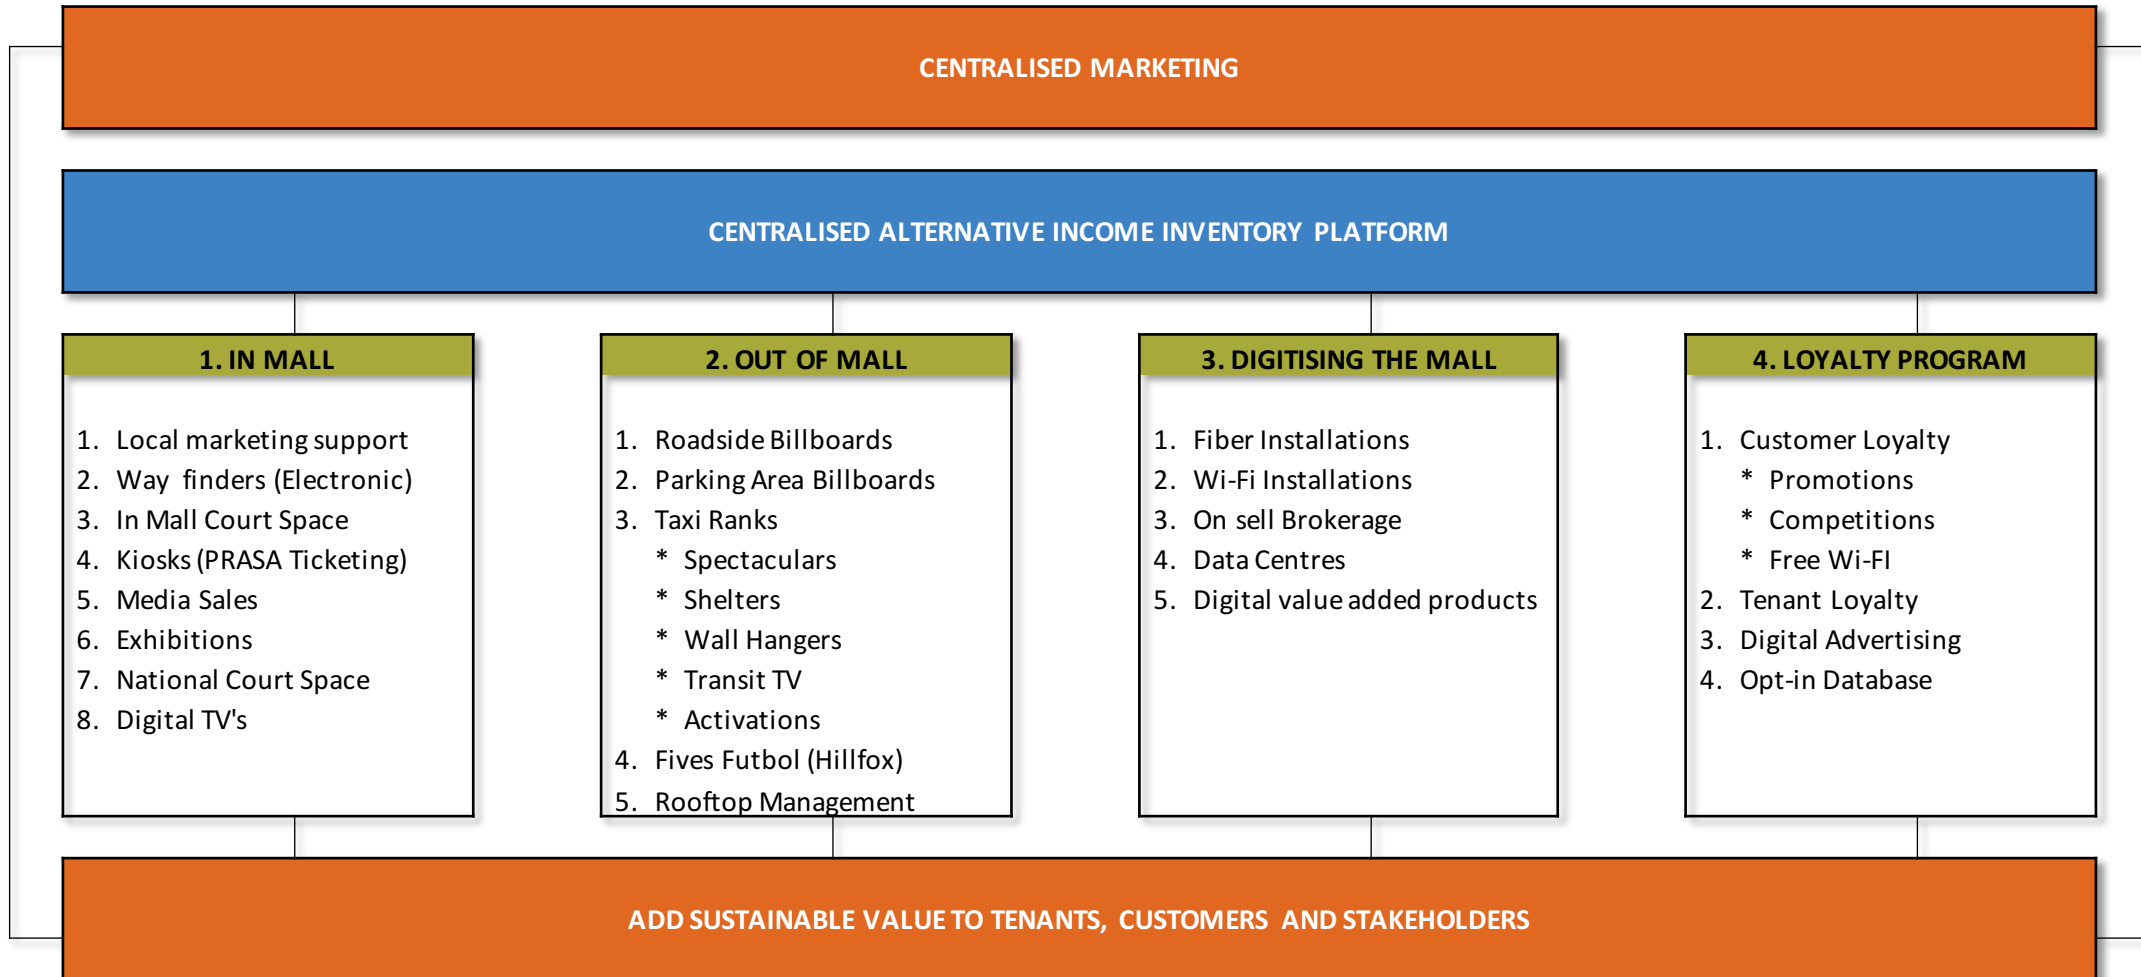 CENTRALISED MARKETING
CENTRALISED ALTERNATIVE INCOME INVENTORY PLATFORM
1. IN MALL
1. Local marketing support
2. Way finders (Electronic)
3. In Mall Court Space
4. Kiosks (PRASA Ticketing)
5. Media Sales
6. Exhibitions
7. National Court Space
8. Digital TV's
2. OUT OF MALL
1. Roadside Billboards
2. Parking Area Billboards
3. Taxi Ranks
* Spectaculars
* Shelters
* Wall Hangers
* Transit TV
* Activations
4. Fives Futbol (Hillfox)
5. Rooftop Management
3. DIGITISING THE MALL
1. Fiber Installations
2. Wi-Fi Installations
3. On sell Brokerage
4. Data Centres
5. Digital value added products
4. LOYALTY PROGRAM
1. Customer Loyalty
* Promotions
* Competitions
* Free Wi-FI
2. Tenant Loyalty
3. Digital Advertising
4. Opt-in Database
ADD SUSTAINABLE VALUE TO TENANTS, CUSTOMERS AND STAKEHOLDERS